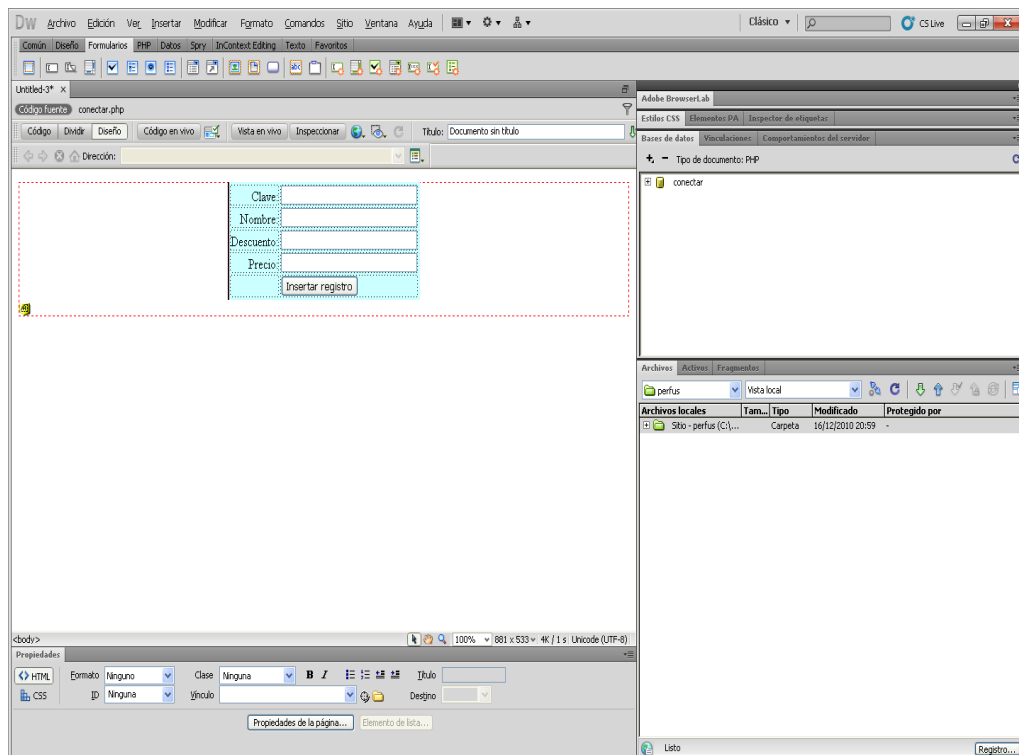 Dw Archivo Edición Ver Insertar Modificar Formato Comandos Sitio Ventana Ayuda Clásico CS Live
Común Diseño Formularios PHP Datos Spry InContext Editing Texto Favoritos
Untitled-3*
Código fuente conectar.php
Código Dividir Diseño Código en vivo Vista en vivo Inspeccionar Título: Documento sin título
Dirección:
Clave:
Nombre:
Descuento:
Precio:
Insertar registro
<body> 100% 881 x 533 4K / 1 s Unicode (UTF-8)
Propiedades
<> HTML Formato Ninguno Clase Ninguna B I Título
CSS ID Ninguna Vínculo Destino
Propiedades de la página... Elemento de lista...
Adobe BrowserLab
Estilos CSS Elementos PA Inspector de etiquetas
Bases de datos Vinculaciones Comportamientos del servidor
Tipo de documento: PHP
conectar
Archivos Activos Fragmentos
perfus Vista local
Archivos locales Tam... Tipo Modificado Protegido por
Sitio - perfus (C:\... Carpeta 16/12/2010 20:59 -
Listo Registro...